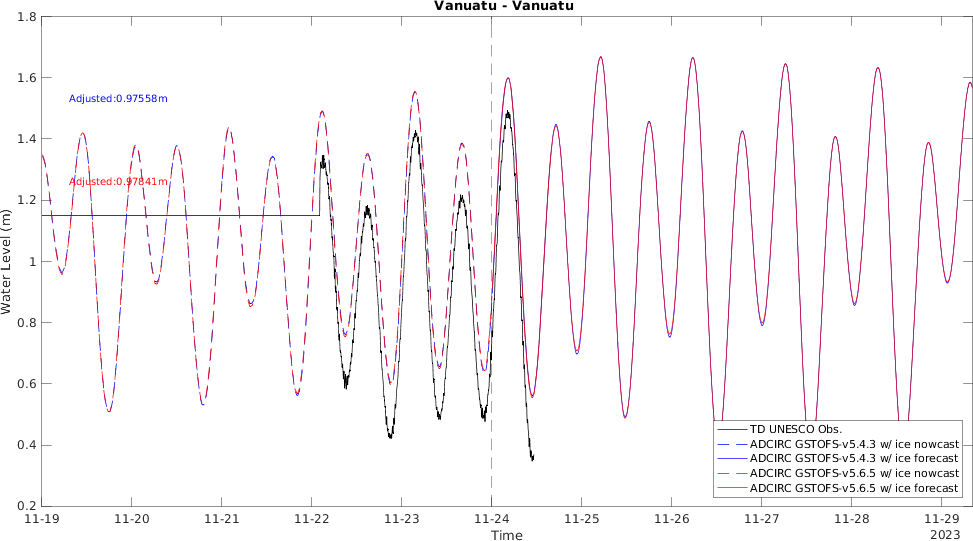 Vanuatu - Vanuatu
1.8
1.6
1.4
1.2
1
0.8
0.6
0.4
0.2
Water Level (m)
Adjusted:0.97558m
Adjusted:0.97841m
TD UNESCO Obs.
ADCIRC GSTOFS-v5.4.3 w/ ice nowcast
ADCIRC GSTOFS-v5.4.3 w/ ice forecast
ADCIRC GSTOFS-v5.6.5 w/ ice nowcast
ADCIRC GSTOFS-v5.6.5 w/ ice forecast
11-19 11-20 11-21 11-22 11-23 11-24 11-25 11-26 11-27 11-28 11-29
2023
Time